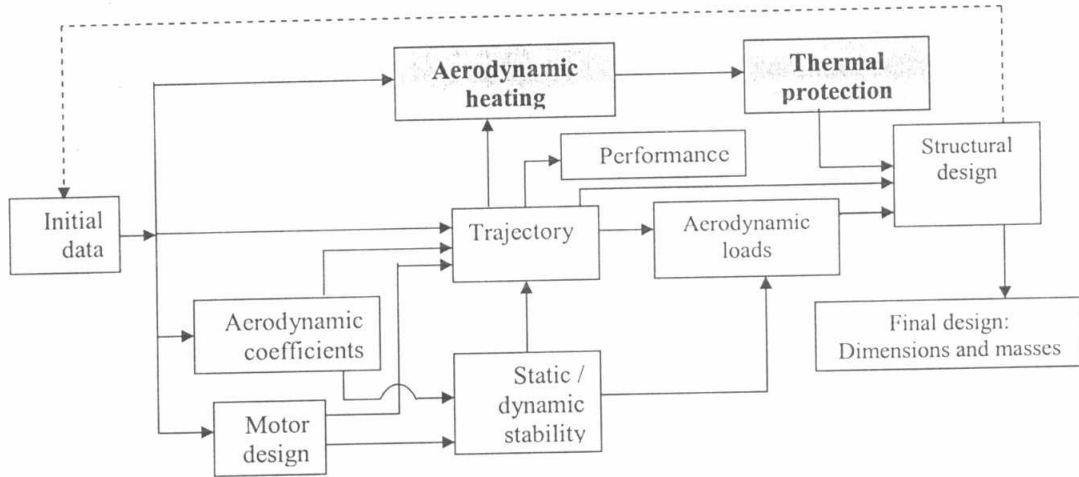 Aerodynamic
heating
Thermal
protection
Performance
Structural
design
Initial
data
Trajectory
Aerodynamic
loads
Aerodynamic
coefficients
Final design:
Dimensions and masses
Static /
dynamic
stability
Motor
design